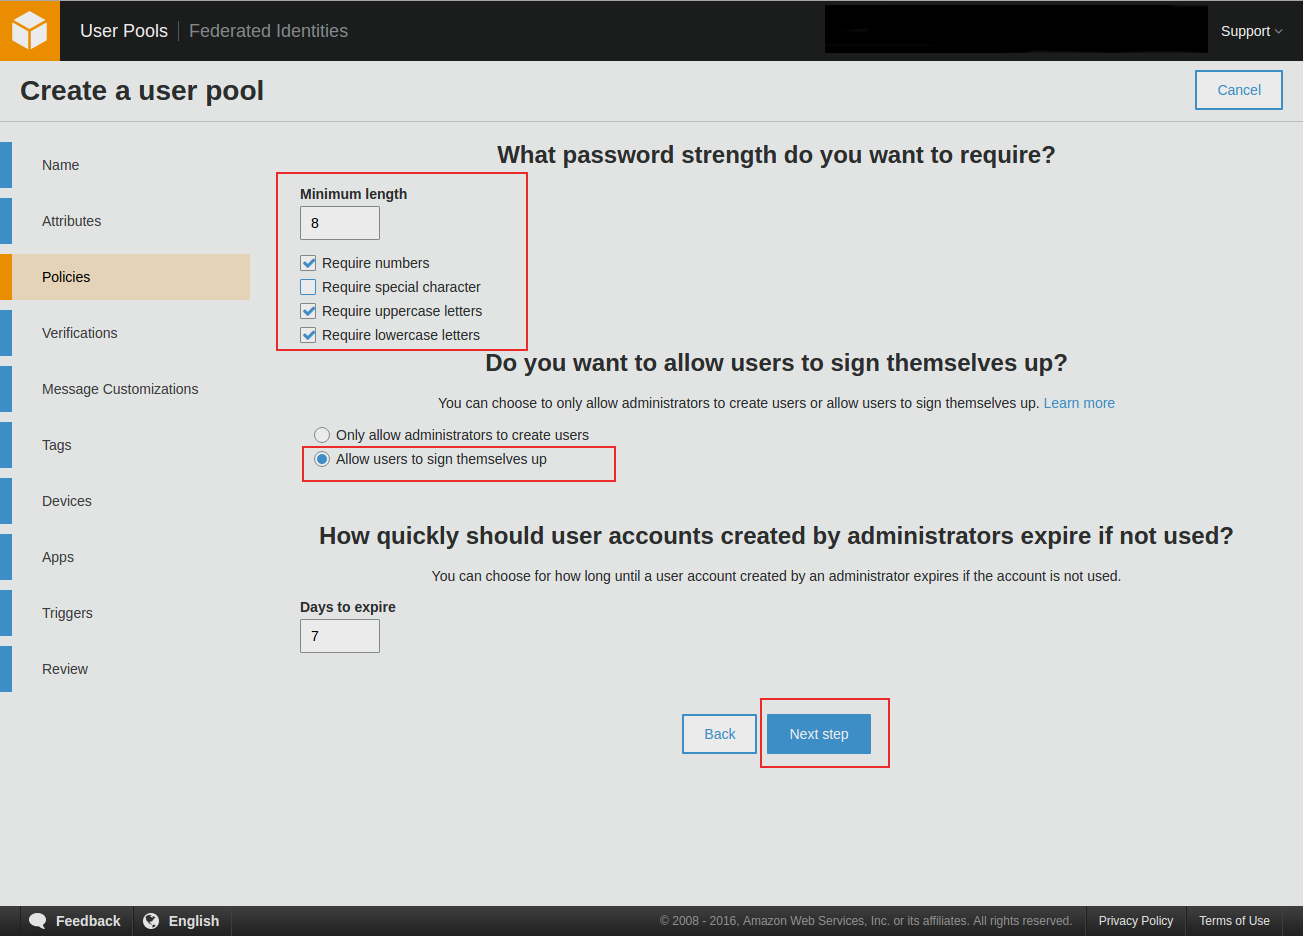 User Pools Federated Identities Support
Create a user pool Cancel
Name
Attributes
Policies
Verifications
Message Customizations
Tags
Devices
Apps
Triggers
Review
What password strength do you want to require?
Minimum length
8
Require numbers
Require special character
Require uppercase letters
Require lowercase letters
Do you want to allow users to sign themselves up?
You can choose to only allow administrators to create users or allow users to sign themselves up. Learn more
Only allow administrators to create users
Allow users to sign themselves up
How quickly should user accounts created by administrators expire if not used?
You can choose for how long until a user account created by an administrator expires if the account is not used.
Days to expire
7
Back Next step
Feedback English © 2008 - 2016, Amazon Web Services, Inc. or its affiliates. All rights reserved. Privacy Policy Terms of Use